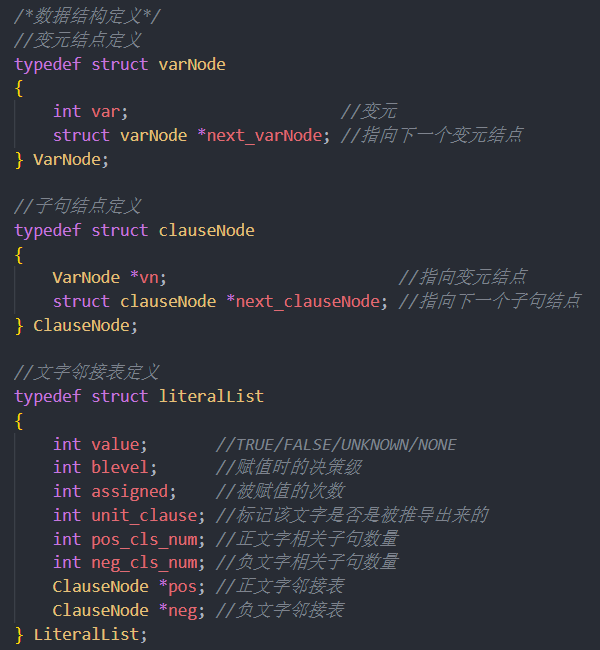 /*数据结构定义*/
//变元结点定义
typedef struct varNode
{
    int var;                      //变元
    struct varNode *next_varNode; //指向下一个变元结点
} VarNode;

//子句结点定义
typedef struct clauseNode
{
    VarNode *vn;                        //指向变元结点
    struct clauseNode *next_clauseNode; //指向下一个子句结点
} ClauseNode;

//文字邻接表定义
typedef struct literalList
{
    int value;       //TRUE/FALSE/UNKNOWN/NONE
    int blevel;      //赋值时的决策级
    int assigned;    //被赋值的次数
    int unit_clause; //标记该文字是否是被推导出来的
    int pos_cls_num; //正文字相关子句数量
    int neg_cls_num; //负文字相关子句数量
    ClauseNode *pos; //正文字邻接表
    ClauseNode *neg; //负文字邻接表
} LiteralList;